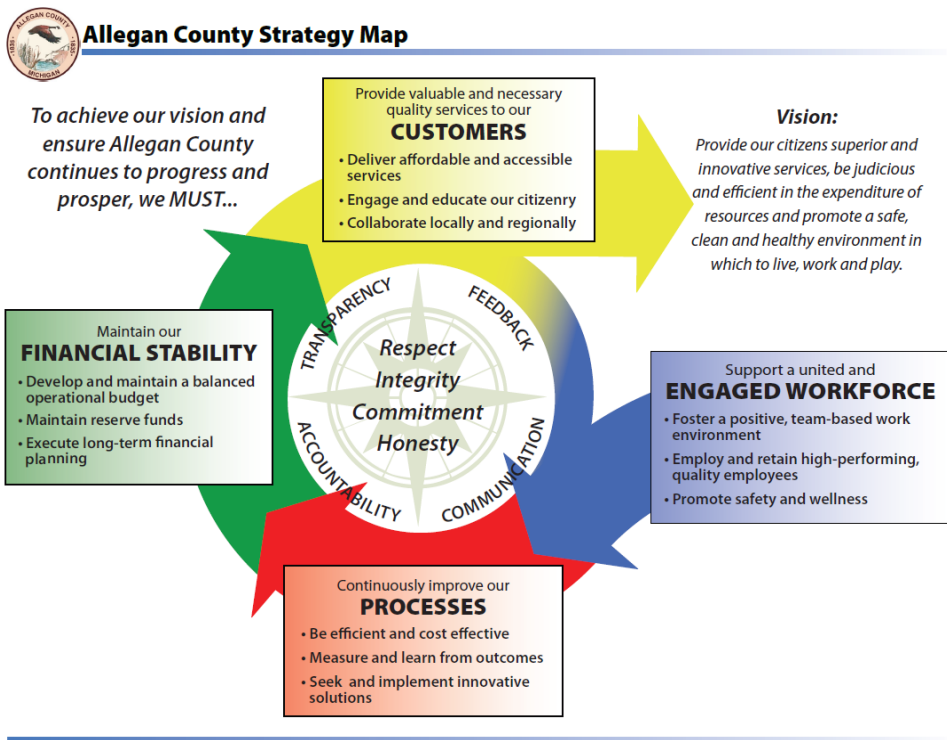 ALLEGAN COUNTY
1835
1835
MICHIGAN
Allegan County Strategy Map
To achieve our vision and
ensure Allegan County
continues to progress and
prosper, we MUST...
Provide valuable and necessary
quality services to our
CUSTOMERS
• Deliver affordable and accessible
services
• Engage and educate our citizenry
• Collaborate locally and regionally
Vision:
Provide our citizens superior and
innovative services, be judicious
and efficient in the expenditure of
resources and promote a safe,
clean and healthy environment in
which to live, work and play.
Maintain our
FINANCIAL STABILITY
• Develop and maintain a balanced
operational budget
• Maintain reserve funds
• Execute long-term financial
planning
TRANSPARENCY
FEEDBACK
Respect
Integrity
Commitment
Honesty
ACCOUNTABILITY
COMMUNICATION
Support a united and
ENGAGED WORKFORCE
• Foster a positive, team-based work
environment
• Employ and retain high-performing,
quality employees
• Promote safety and wellness
Continuously improve our
PROCESSES
• Be efficient and cost effective
• Measure and learn from outcomes
• Seek and implement innovative
solutions